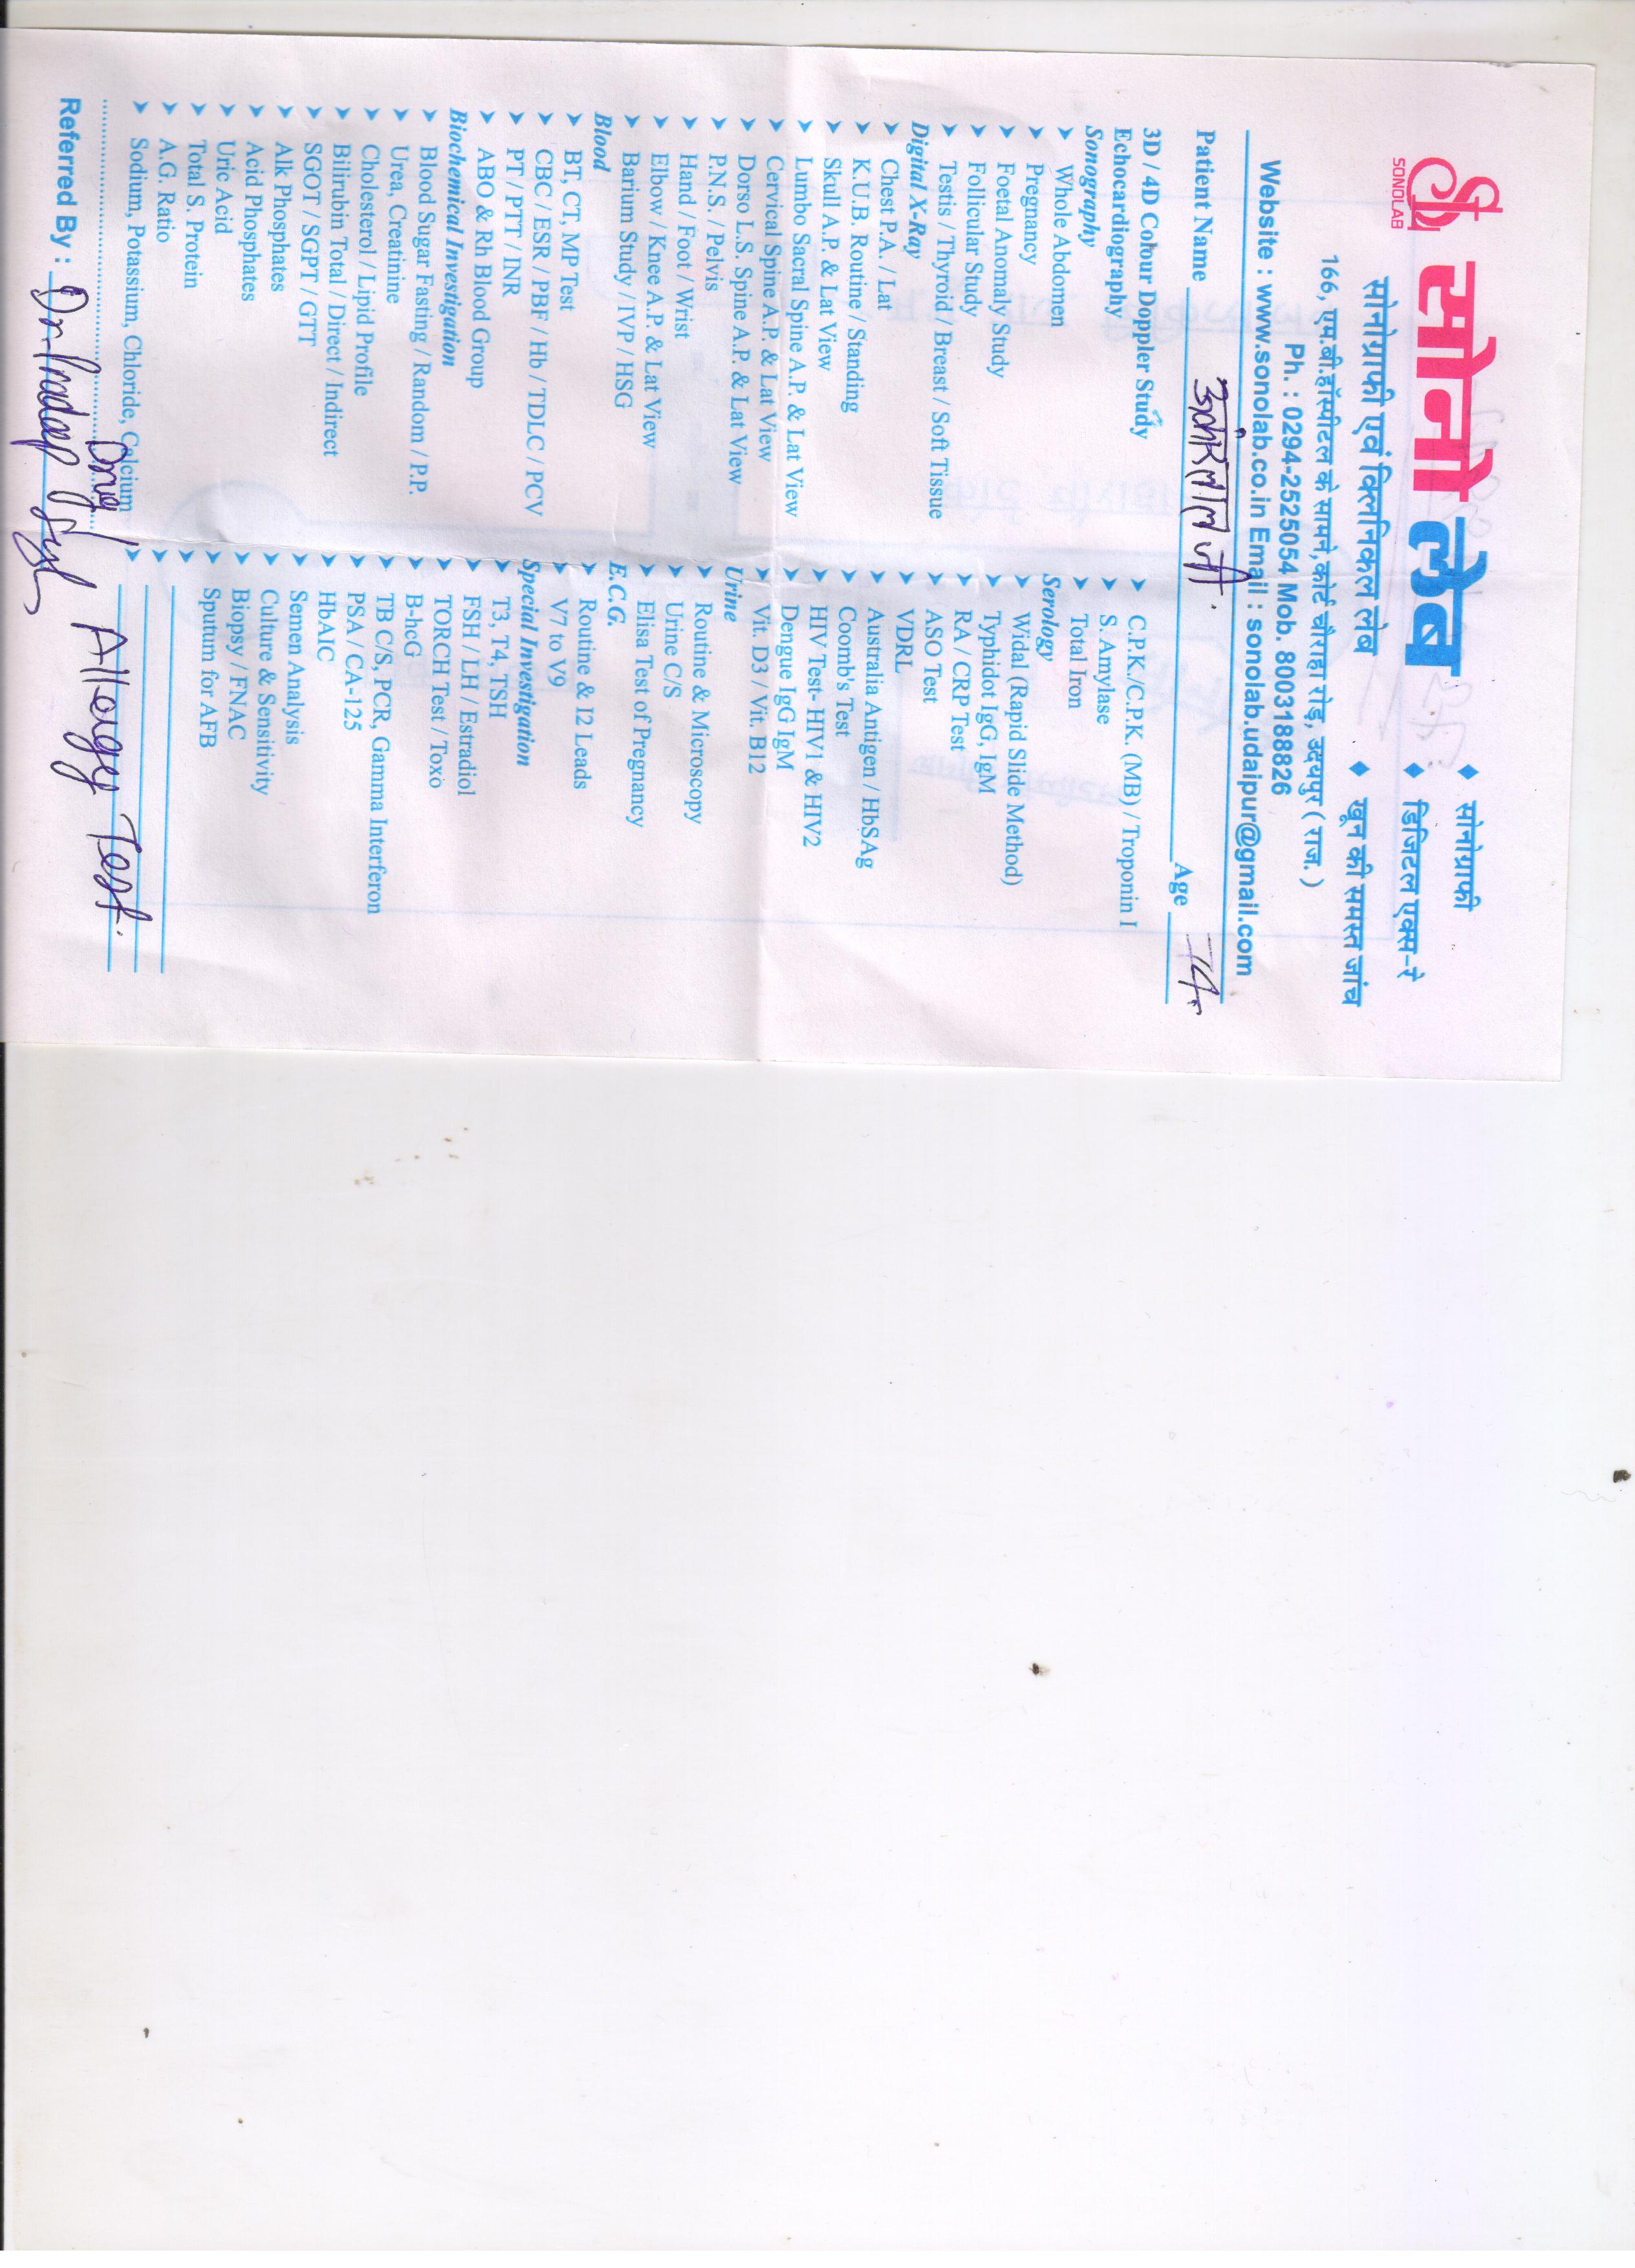 SONOLAB
सोनो लेब
सोनोग्राफी एवं क्लिनिकल लेब
◆ सोनोग्राफी
◆ डिजिटल एक्स-रे
◆ खून की समस्त जांच
166, एम.बी.हॉस्पीटल के सामने,कोर्ट चौराहा रोड़, उदयपुर ( राज. )
Ph. : 0294-2525054 Mob. 8003188826
Website : www.sonolab.co.in Email : sonolab.udaipur@gmail.com
Patient Name जी. Age 74
3D / 4D Colour Doppler Study
Echocardiography
Sonography
➤ Whole Abdomen
➤ Pregnancy
➤ Foetal Anomaly Study
➤ Follicular Study
➤ Testis / Thyroid / Breast / Soft Tissue
Digital X-Ray
➤ Chest P.A. / Lat
➤ K.U.B. Routine / Standing
➤ Skull A.P. & Lat View
➤ Lumbo Sacral Spine A.P. & Lat View
➤ Cervical Spine A.P. & Lat View
➤ Dorso L.S. Spine A.P. & Lat View
➤ P.N.S. / Pelvis
➤ Hand / Foot / Wrist
➤ Elbow / Knee A.P. & Lat View
➤ Barium Study / IVP / HSG
Blood
➤ BT, CT, MP Test
➤ CBC / ESR / PBF / Hb / TDLC / PCV
➤ PT / PTT / INR
➤ ABO & Rh Blood Group
Biochemical Investigation
➤ Blood Sugar Fasting / Random / P.P.
➤ Urea, Creatinine
➤ Cholesterol / Lipid Profile
➤ Bilirubin Total / Direct / Indirect
➤ SGOT / SGPT / GTT
➤ Alk Phosphates
➤ Acid Phosphates
➤ Uric Acid
➤ Total S. Protein
➤ A.G. Ratio
➤ Sodium, Potassium, Chloride, Calcium
➤ C.P.K./C.P.K. (MB) / Troponin I
➤ S. Amylase
➤ Total Iron
Serology
➤ Widal (Rapid Slide Method)
➤ Typhidot IgG, IgM
➤ RA / CRP Test
➤ ASO Test
➤ VDRL
➤ Australia Antigen / HbSAg
➤ Coomb's Test
➤ HIV Test- HIV1 & HIV2
➤ Dengue IgG IgM
➤ Vit. D3 / Vit. B12
Urine
➤ Routine & Microscopy
➤ Urine C/S
➤ Elisa Test of Pregnancy
E.C.G.
➤ Routine & I2 Leads
➤ V7 to V9
Special Investigation
➤ T3, T4, TSH
➤ FSH / LH / Estradiol
➤ TORCH Test / Toxo
➤ B-hcG
➤ TB C/S, PCR, Gamma Interferon
➤ PSA / CA-125
➤ HbAIC
➤ Semen Analysis
➤ Culture & Sensitivity
➤ Biopsy / FNAC
➤ Sputum for AFB
Drug Allergy Test.
Referred By : Dr. Pradeep